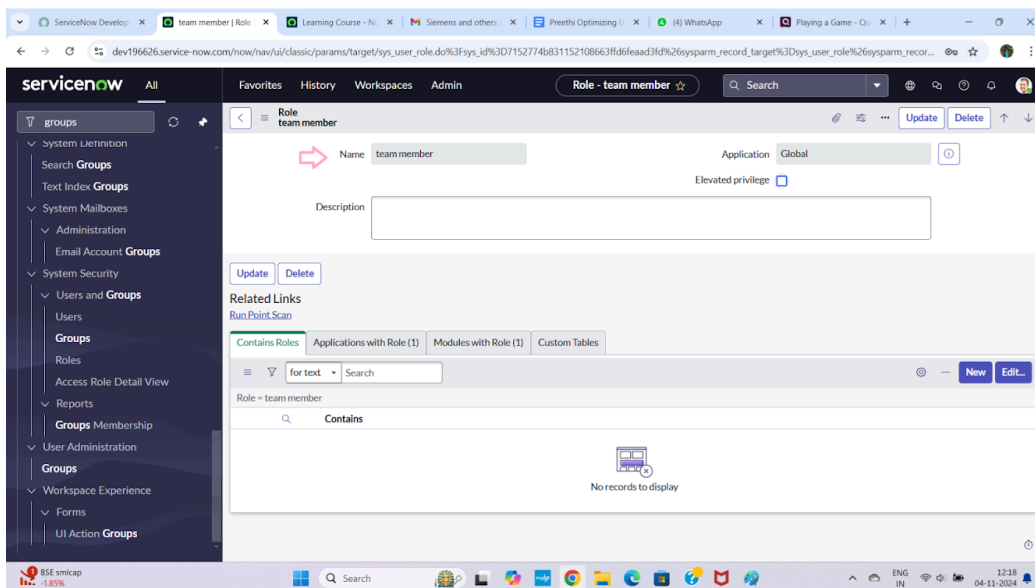 ServiceNow Develop
team member | Role
Learning Course - N
Siemens and others
Preethi Optimizing U
(4) WhatsApp
Playing a Game - Qu
dev196626.service-now.com/now/nav/ui/classic/params/target/sys_user_role.do%3Fsys_id%3D7152774b831152108663ffd6feaad3fd%26sysparm_record_target%3Dsys_user_role%26sysparm_recor...
servicenow All Favorites History Workspaces Admin Role - team member Search
groups
Role
team member
Update Delete
System Definition
Search Groups
Text Index Groups
System Mailboxes
Administration
Email Account Groups
System Security
Users and Groups
Users
Groups
Roles
Access Role Detail View
Reports
Groups Membership
User Administration
Groups
Workspace Experience
Forms
UI Action Groups
Name team member
Application Global
Elevated privilege
Description
Update Delete
Related Links
Run Point Scan
Contains Roles Applications with Role (1) Modules with Role (1) Custom Tables
for text Search New Edit...
Role = team member
Contains
No records to display
1
BSE smlcap
-1.85%
Search
ENG
IN
12:18
04-11-2024